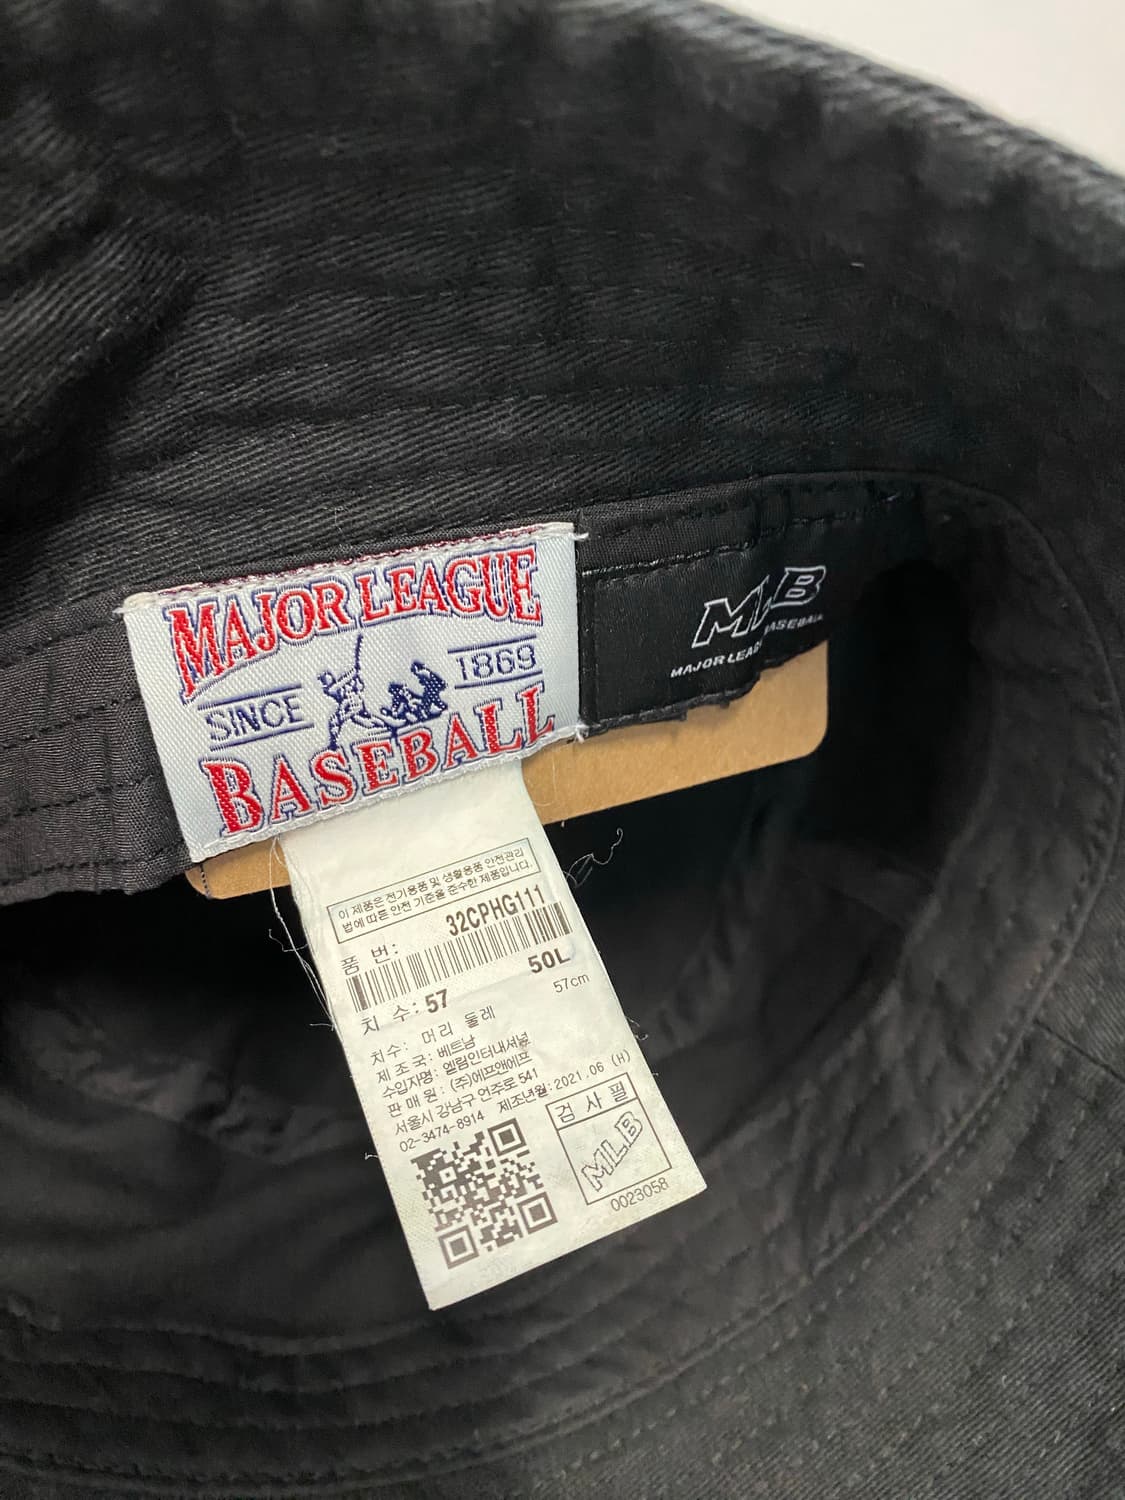 MAJOR LEAGUE
SINCE 1869
BASEBALL
MLB
MAJOR LEAGUE BASEBALL
이 제품은 전기용품 및 생활용품 안전관리
법에 따른 안전 기준을 준수한 제품입니다.
품 번: 32CPHG111
50L
치 수: 57
57cm
치수: 머리 둘레
제 조 국: 베트남
수입자명: 엘림인터내셔널
판 매 원 : (주)에프앤에프
서울시 강남구 언주로 541
02-3474-8914 제조년월: 2021.06 (H)
검 사 필
MLB
0023058